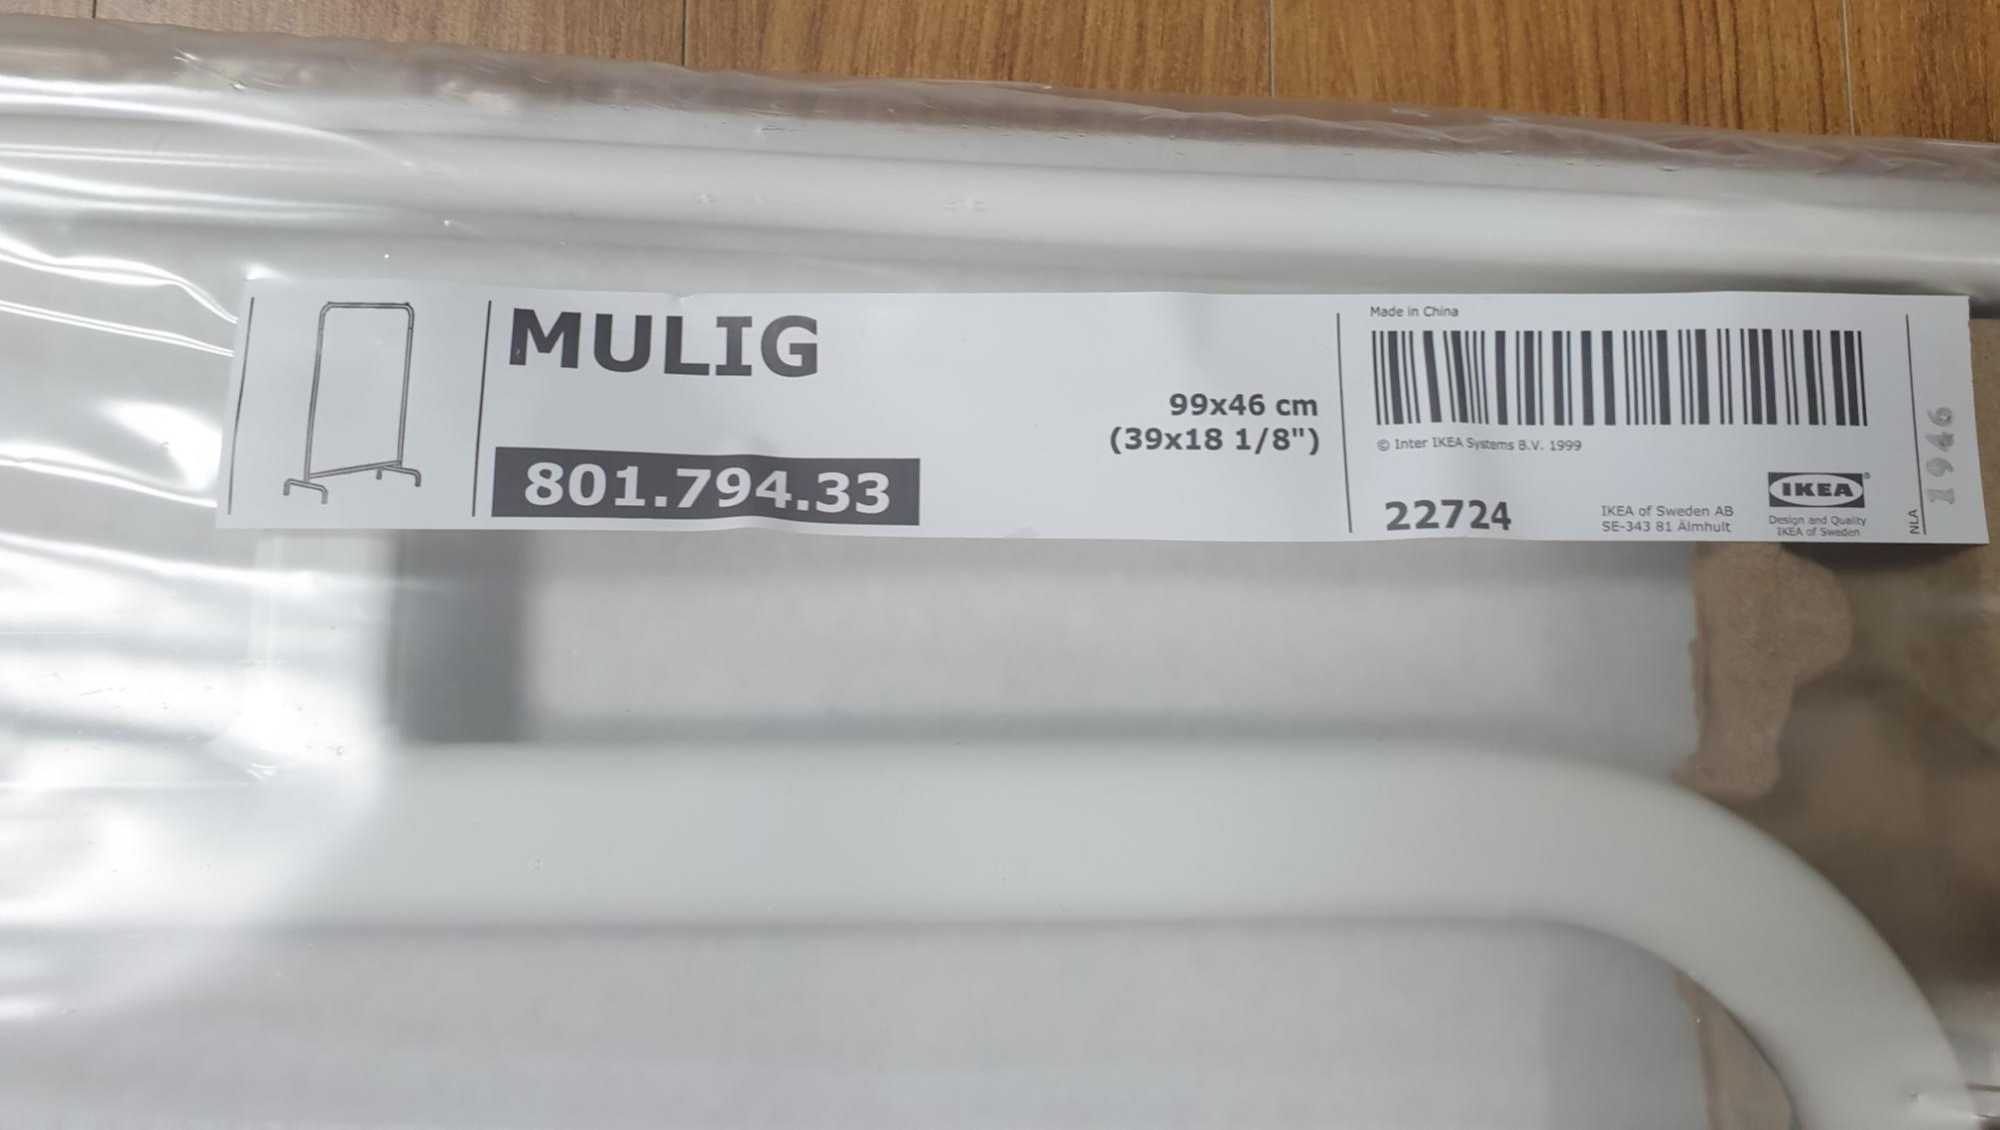 MULIG
801.794.33
99x46 cm
(39x18 1/8")
Made in China
© Inter IKEA Systems B.V. 1999
22724
IKEA of Sweden AB
SE-343 81 Älmhult
IKEA®
Design and Quality
IKEA of Sweden
NLA
1946